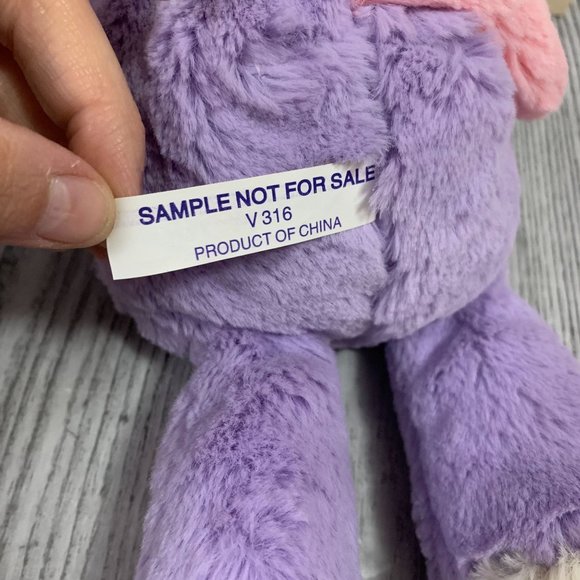 SAMPLE NOT FOR SALE
V 316
PRODUCT OF CHINA